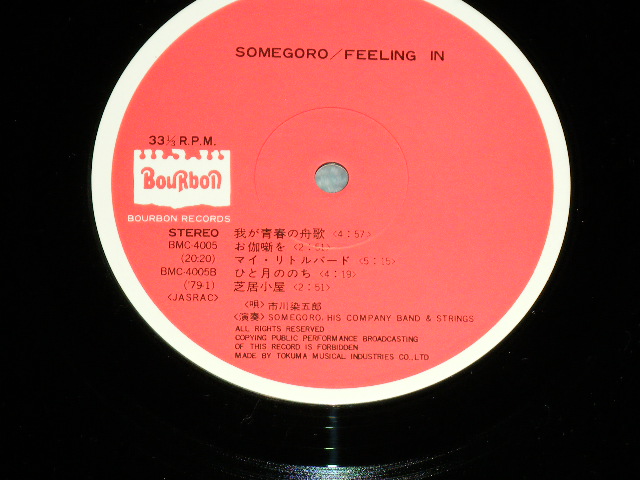 SOMEGORO/FEELING IN
33⅓ R.P.M.
BouRbon
BOURBON RECORDS
STEREO 我が青春の舟歌 <4:57>
BMC-4005 お伽噺を <2:51>
(20:20) マイ・リトルバード <5:15>
BMC-4005B ひと月ののち <4:19>
('79・1) 芝居小屋 <2:51>
<JASRAC>
<唄>市川染五郎
<演奏> SOMEGORO, HIS COMPANY BAND & STRINGS
ALL RIGHTS RESERVED
COPYING PUBLIC PERFORMANCE BROADCASTING
OF THIS RECORD IS FORBIDDEN
MADE BY TOKUMA MUSICAL INDUSTRIES CO.,LTD